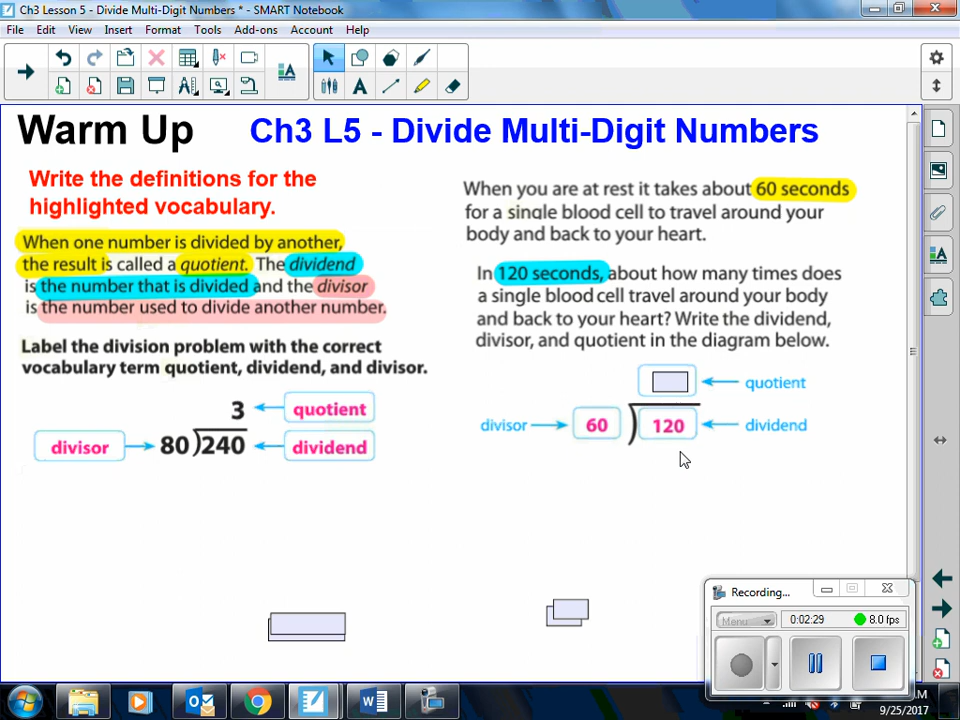 Ch3 Lesson 5 - Divide Multi-Digit Numbers * - SMART Notebook
File Edit View Insert Format Tools Add-ons Account Help
Warm Up
Ch3 L5 - Divide Multi-Digit Numbers
Write the definitions for the
highlighted vocabulary.
When one number is divided by another,
the result is called a quotient. The dividend
is the number that is divided and the divisor
is the number used to divide another number.
Label the division problem with the correct
vocabulary term quotient, dividend, and divisor.
3 quotient
divisor 80 240 dividend
When you are at rest it takes about 60 seconds
for a single blood cell to travel around your
body and back to your heart.
In 120 seconds, about how many times does
a single blood cell travel around your body
and back to your heart? Write the dividend,
divisor, and quotient in the diagram below.
quotient
divisor 60 120 dividend
Recording...
Menu 0:02:29 8.0 fps
9/25/2017